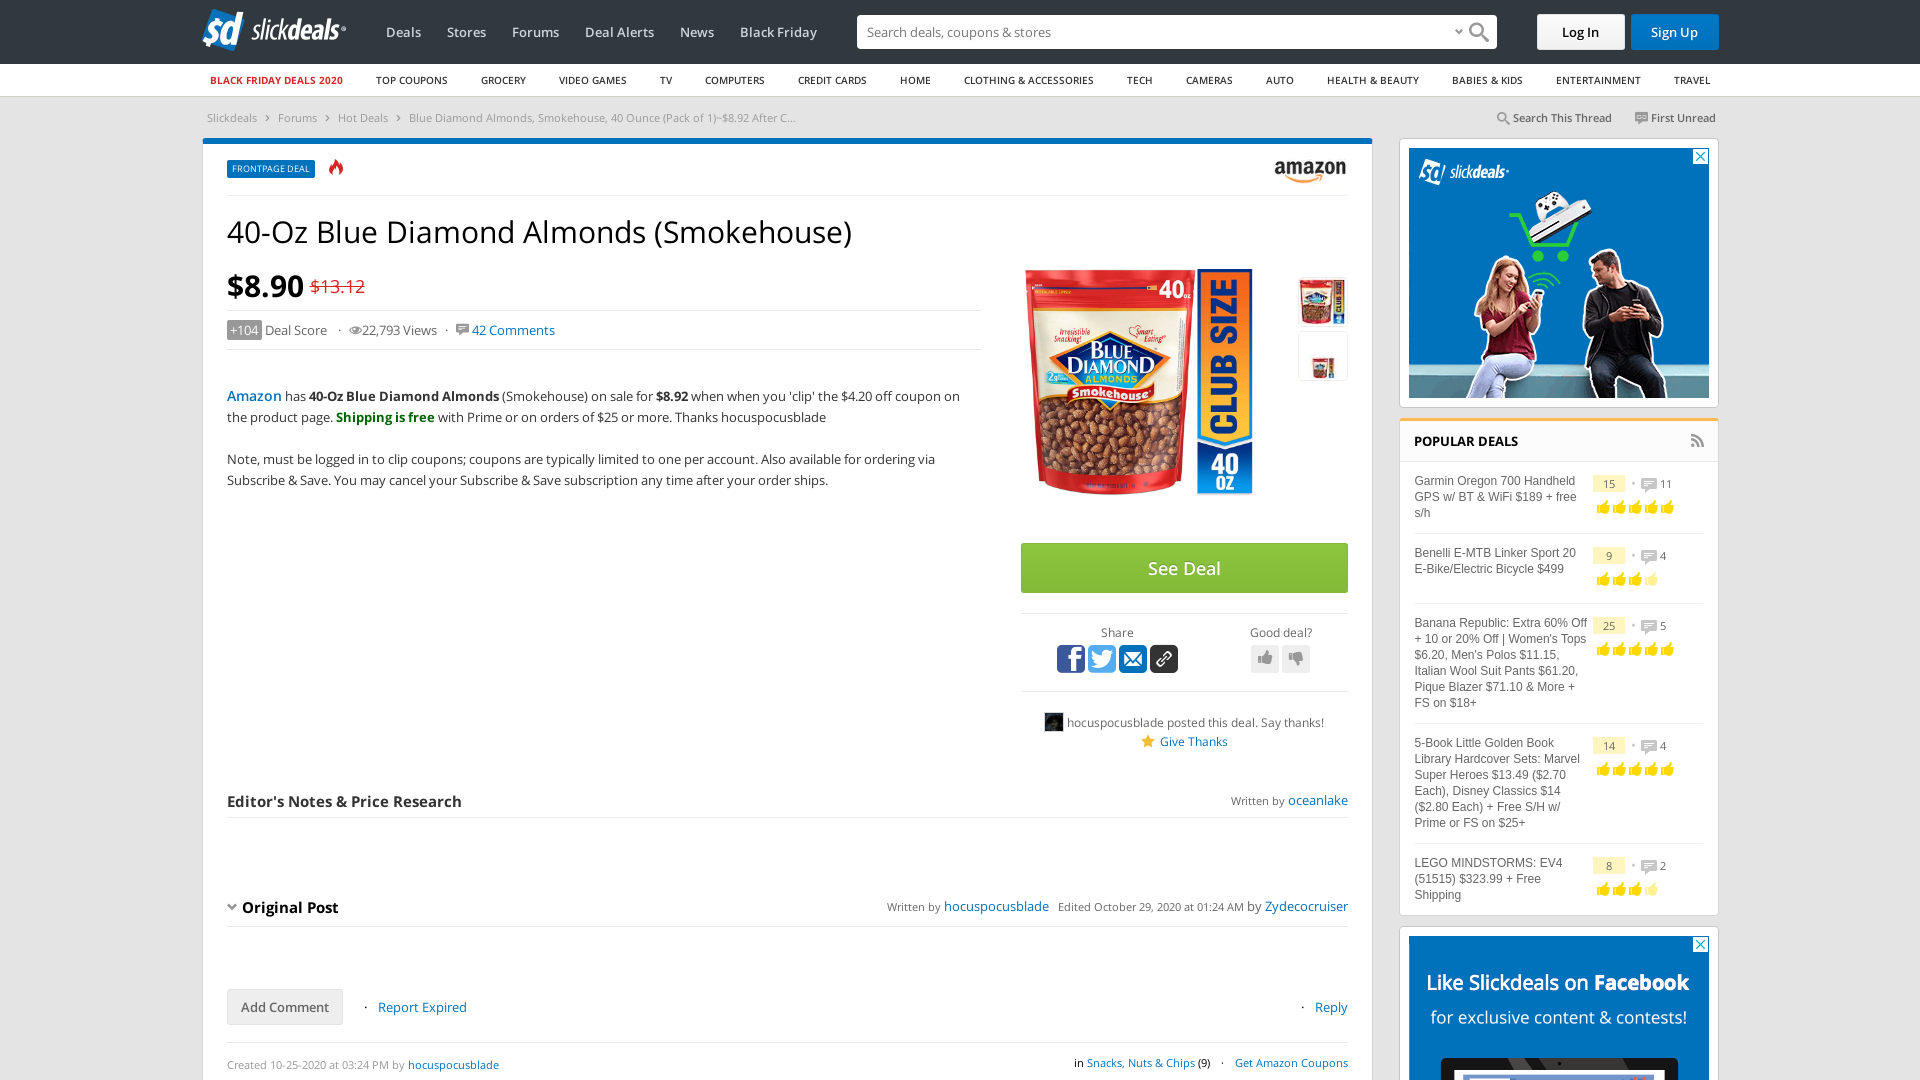 slickdeals
Deals
Stores
Forums
Deal Alerts
News
Black Friday
Search deals, coupons & stores
Log In
Sign Up
BLACK FRIDAY DEALS 2020
TOP COUPONS
GROCERY
VIDEO GAMES
TV
COMPUTERS
CREDIT CARDS
HOME
CLOTHING & ACCESSORIES
TECH
CAMERAS
AUTO
HEALTH & BEAUTY
BABIES & KIDS
ENTERTAINMENT
TRAVEL
Slickdeals › Forums › Hot Deals › Blue Diamond Almonds, Smokehouse, 40 Ounce (Pack of 1)~$8.92 After C...
Search This Thread
First Unread
FRONTPAGE DEAL
amazon
40-Oz Blue Diamond Almonds (Smokehouse)
$8.90 $13.12
+104 Deal Score · 22,793 Views · 42 Comments
Amazon has 40-Oz Blue Diamond Almonds (Smokehouse) on sale for $8.92 when when you 'clip' the $4.20 off coupon on
the product page. Shipping is free with Prime or on orders of $25 or more. Thanks hocuspocusblade
Note, must be logged in to clip coupons; coupons are typically limited to one per account. Also available for ordering via
Subscribe & Save. You may cancel your Subscribe & Save subscription any time after your order ships.
40 oz
Irresistible Snacking!
Smart Eating!
BLUE
DIAMOND
ALMONDS
Smokehouse
CLUB SIZE
40
OZ
See Deal
Share
Good deal?
hocuspocusblade posted this deal. Say thanks!
Give Thanks
Editor's Notes & Price Research
Written by oceanlake
Original Post
Written by hocuspocusblade Edited October 29, 2020 at 01:24 AM by Zydecocruiser
Add Comment · Report Expired
· Reply
Created 10-25-2020 at 03:24 PM by hocuspocusblade
in Snacks, Nuts & Chips (9) · Get Amazon Coupons
slickdeals
POPULAR DEALS
Garmin Oregon 700 Handheld
GPS w/ BT & WiFi $189 + free
s/h
15 • 11
Benelli E-MTB Linker Sport 20
E-Bike/Electric Bicycle $499
9 • 4
Banana Republic: Extra 60% Off
+ 10 or 20% Off | Women's Tops
$6.20, Men's Polos $11.15,
Italian Wool Suit Pants $61.20,
Pique Blazer $71.10 & More +
FS on $18+
25 • 5
5-Book Little Golden Book
Library Hardcover Sets: Marvel
Super Heroes $13.49 ($2.70
Each), Disney Classics $14
($2.80 Each) + Free S/H w/
Prime or FS on $25+
14 • 4
LEGO MINDSTORMS: EV4
(51515) $323.99 + Free
Shipping
8 • 2
Like Slickdeals on Facebook
for exclusive content & contests!